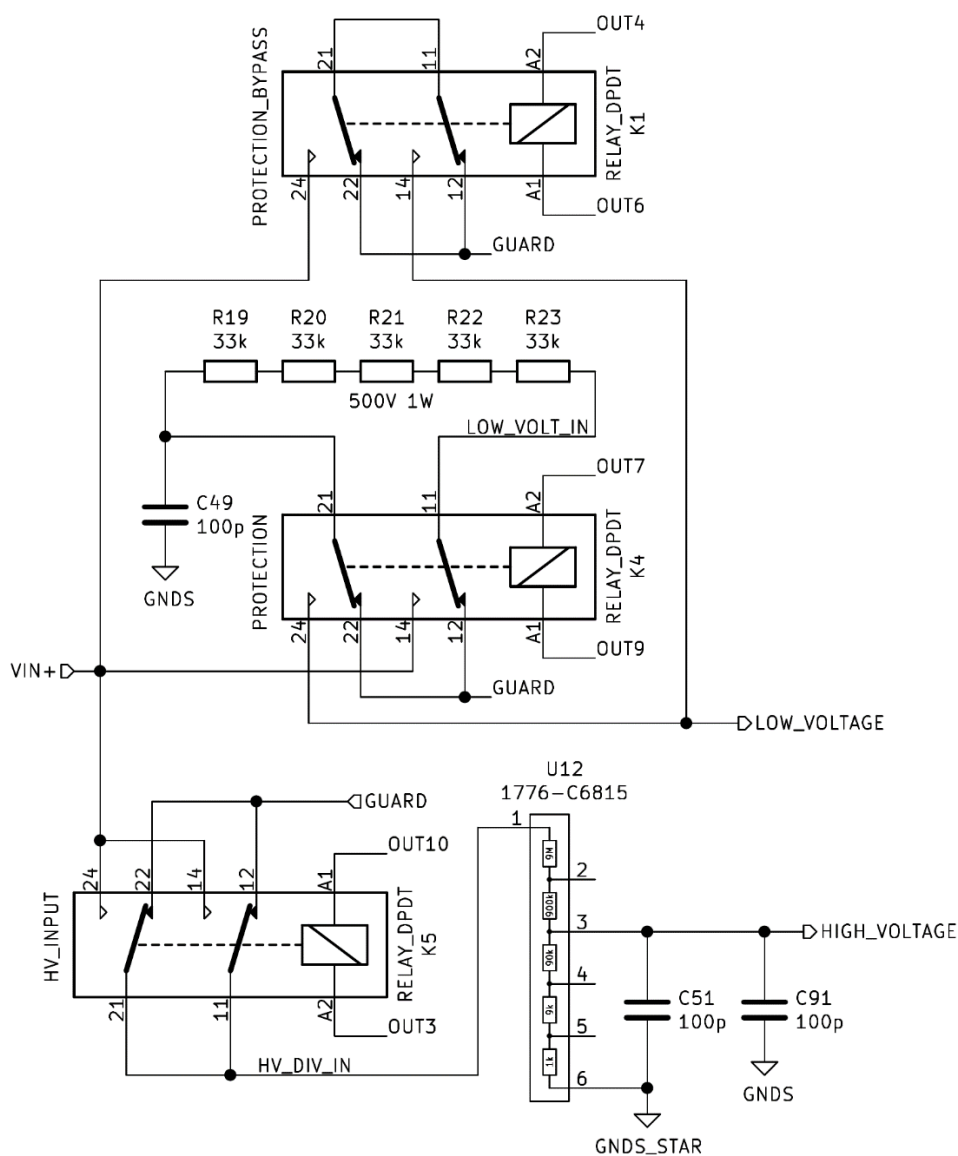 OUT4
PROTECTION_BYPASS
21
11
A2
RELAY_DPDT
K1
24
22
14
12
A1
OUT6
GUARD
R19
33k
R20
33k
R21
33k
R22
33k
R23
33k
500V 1W
LOW_VOLT_IN
C49
100p
GNDS
OUT7
PROTECTION
21
11
A2
RELAY_DPDT
K4
24
22
14
12
A1
OUT9
GUARD
VIN+
LOW_VOLTAGE
U12
1776-C6815
GUARD
1
OUT10
HV_INPUT
24
22
14
12
A1
RELAY_DPDT
K5
21
11
A2
OUT3
HV_DIV_IN
9M
2
900k
3
90k
4
9k
5
1k
6
HIGH_VOLTAGE
C51
100p
C91
100p
GNDS
GNDS_STAR